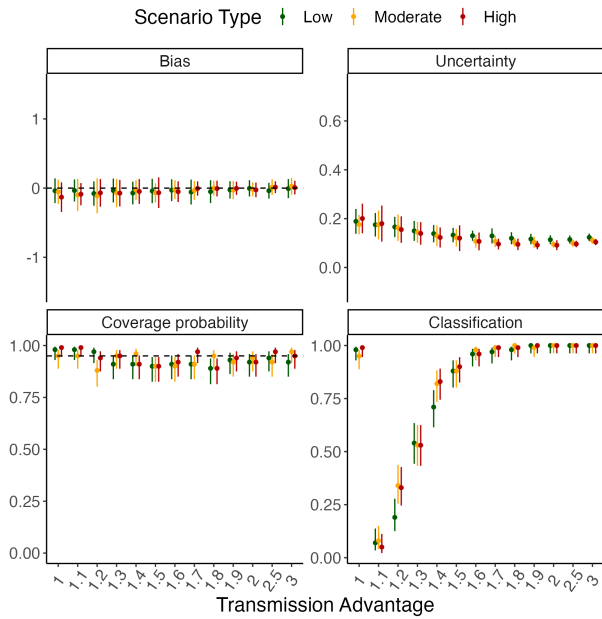 Scenario Type Low Moderate High
Bias Uncertainty
1
0
-1
0.6
0.4
0.2
0.0
Coverage probability Classification
1.00
0.75
0.50
0.25
0.00
1.00
0.75
0.50
0.25
0.00
1 1.1 1.2 1.3 1.4 1.5 1.6 1.7 1.8 1.9 2 2.5 3
1 1.1 1.2 1.3 1.4 1.5 1.6 1.7 1.8 1.9 2 2.5 3
Transmission Advantage